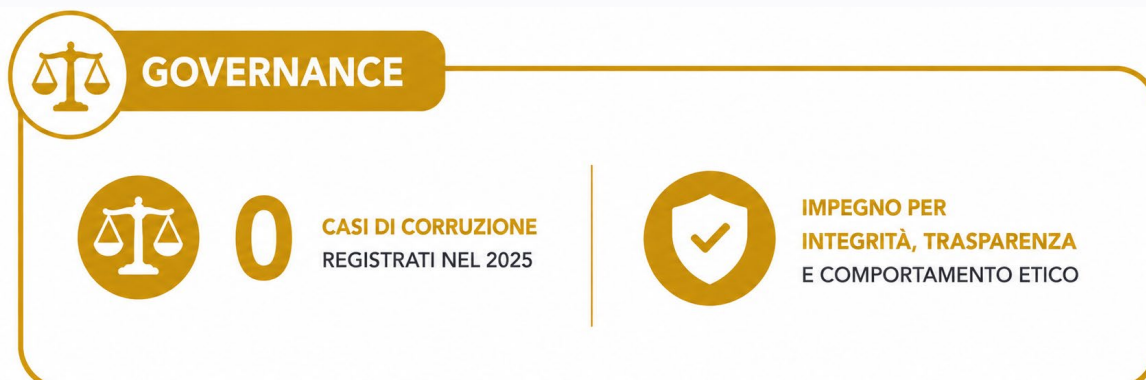 GOVERNANCE
0
CASI DI CORRUZIONE
REGISTRATI NEL 2025
IMPEGNO PER
INTEGRITÀ, TRASPARENZA
E COMPORTAMENTO ETICO